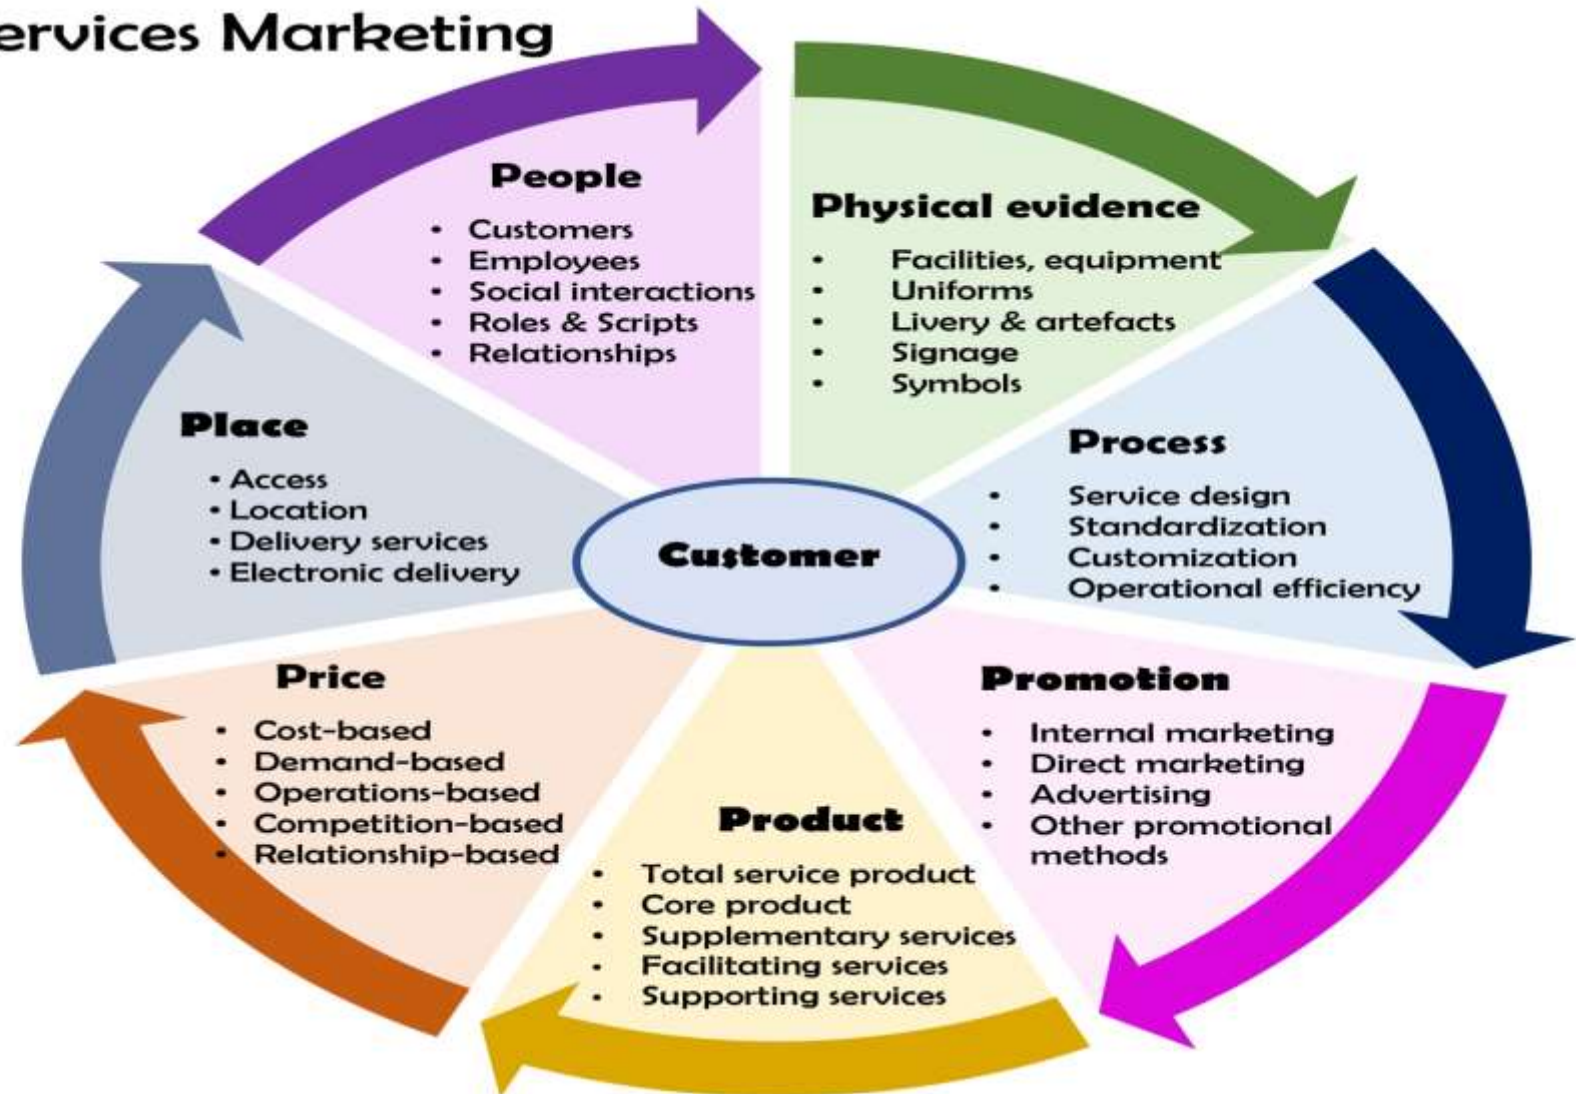 ervices Marketing
People
• Customers
• Employees
• Social interactions
• Roles & Scripts
• Relationships
Physical evidence
• Facilities, equipment
• Uniforms
• Livery & artefacts
• Signage
• Symbols
Process
• Service design
• Standardization
• Customization
• Operational efficiency
Promotion
• Internal marketing
• Direct marketing
• Advertising
• Other promotional
methods
Product
• Total service product
• Core product
• Supplementary services
• Facilitating services
• Supporting services
Price
• Cost-based
• Demand-based
• Operations-based
• Competition-based
• Relationship-based
Place
• Access
• Location
• Delivery services
• Electronic delivery
Customer